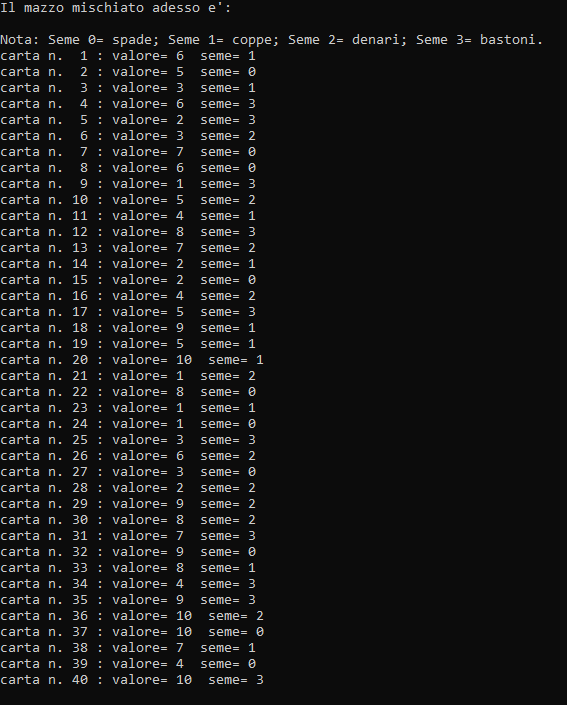 Il mazzo mischiato adesso e':
Nota: Seme 0= spade; Seme 1= coppe; Seme 2= denari; Seme 3= bastoni.
carta n.  1 : valore= 6  seme= 1
carta n.  2 : valore= 5  seme= 0
carta n.  3 : valore= 3  seme= 1
carta n.  4 : valore= 6  seme= 3
carta n.  5 : valore= 2  seme= 3
carta n.  6 : valore= 3  seme= 2
carta n.  7 : valore= 7  seme= 0
carta n.  8 : valore= 6  seme= 0
carta n.  9 : valore= 1  seme= 3
carta n. 10 : valore= 5  seme= 2
carta n. 11 : valore= 4  seme= 1
carta n. 12 : valore= 8  seme= 3
carta n. 13 : valore= 7  seme= 2
carta n. 14 : valore= 2  seme= 1
carta n. 15 : valore= 2  seme= 0
carta n. 16 : valore= 4  seme= 2
carta n. 17 : valore= 5  seme= 3
carta n. 18 : valore= 9  seme= 1
carta n. 19 : valore= 5  seme= 1
carta n. 20 : valore= 10  seme= 1
carta n. 21 : valore= 1  seme= 2
carta n. 22 : valore= 8  seme= 0
carta n. 23 : valore= 1  seme= 1
carta n. 24 : valore= 1  seme= 0
carta n. 25 : valore= 3  seme= 3
carta n. 26 : valore= 6  seme= 2
carta n. 27 : valore= 3  seme= 0
carta n. 28 : valore= 2  seme= 2
carta n. 29 : valore= 9  seme= 2
carta n. 30 : valore= 8  seme= 2
carta n. 31 : valore= 7  seme= 3
carta n. 32 : valore= 9  seme= 0
carta n. 33 : valore= 8  seme= 1
carta n. 34 : valore= 4  seme= 3
carta n. 35 : valore= 9  seme= 3
carta n. 36 : valore= 10  seme= 2
carta n. 37 : valore= 10  seme= 0
carta n. 38 : valore= 7  seme= 1
carta n. 39 : valore= 4  seme= 0
carta n. 40 : valore= 10  seme= 3